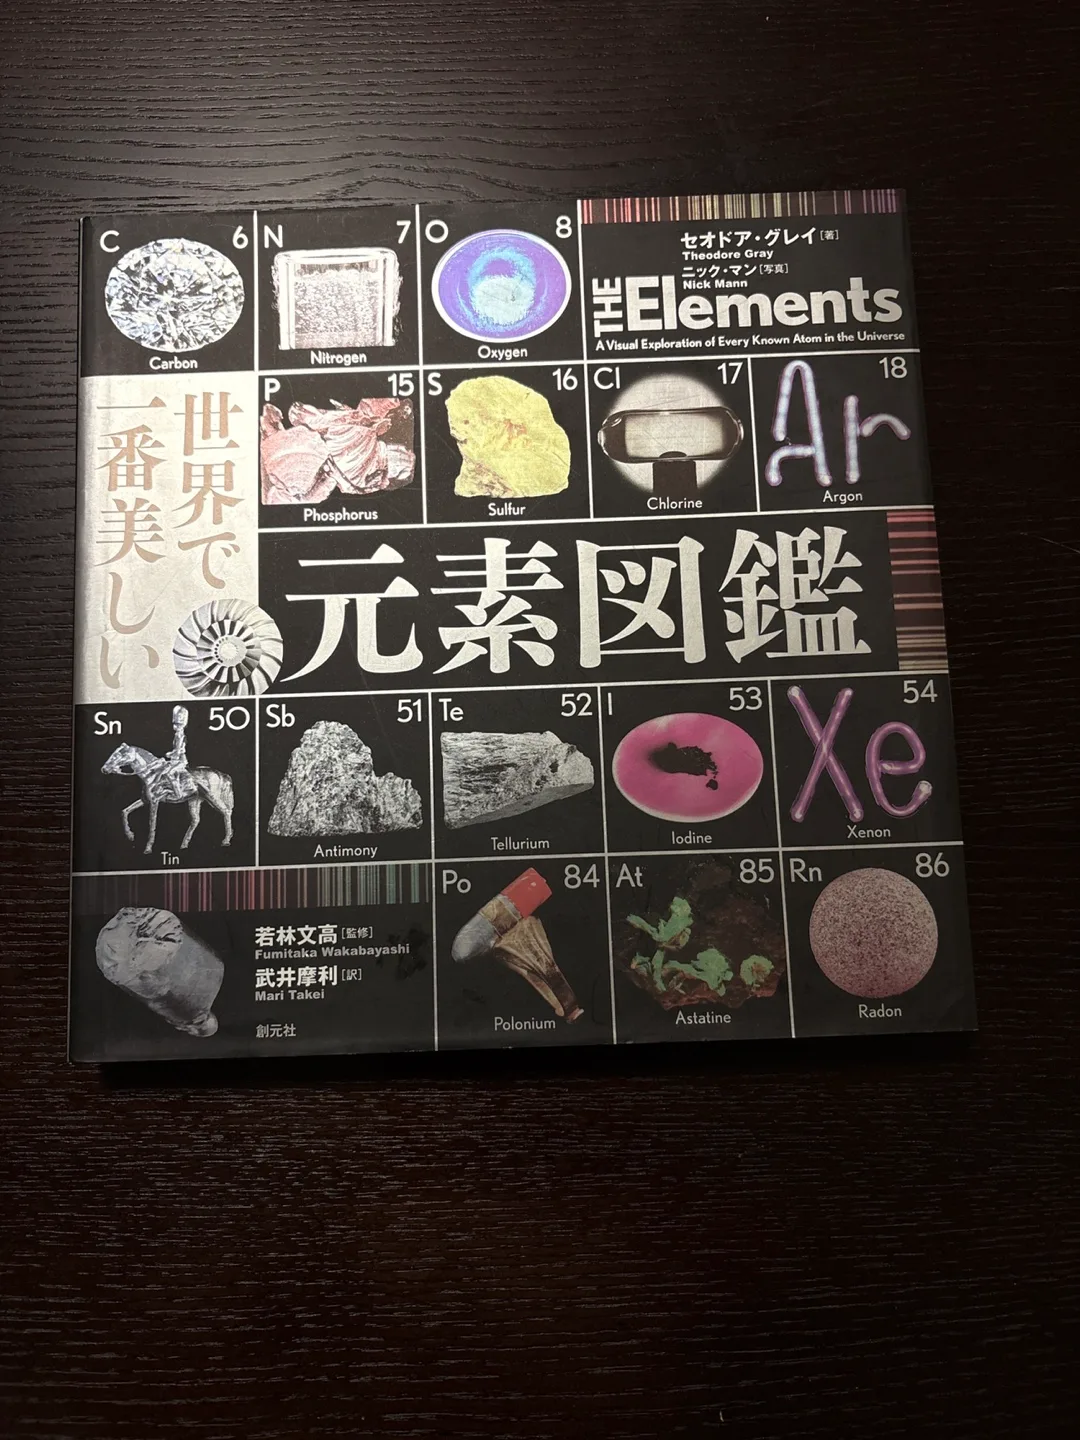 C 6
Carbon
N 7
Nitrogen
O 8
Oxygen
セオドア・グレイ[著]
Theodore Gray
ニック・マン[写真]
Nick Mann
THE Elements
A Visual Exploration of Every Known Atom in the Universe
世界で
一番美しい
P 15
Phosphorus
S 16
Sulfur
Cl 17
Chlorine
Ar 18
Argon
元素図鑑
Sn 50
Tin
Sb 51
Antimony
Te 52
Tellurium
I 53
Iodine
Xe 54
Xenon
若林文高[監修]
Fumitaka Wakabayashi
武井摩利[訳]
Mari Takei
創元社
Po 84
Polonium
At 85
Astatine
Rn 86
Radon